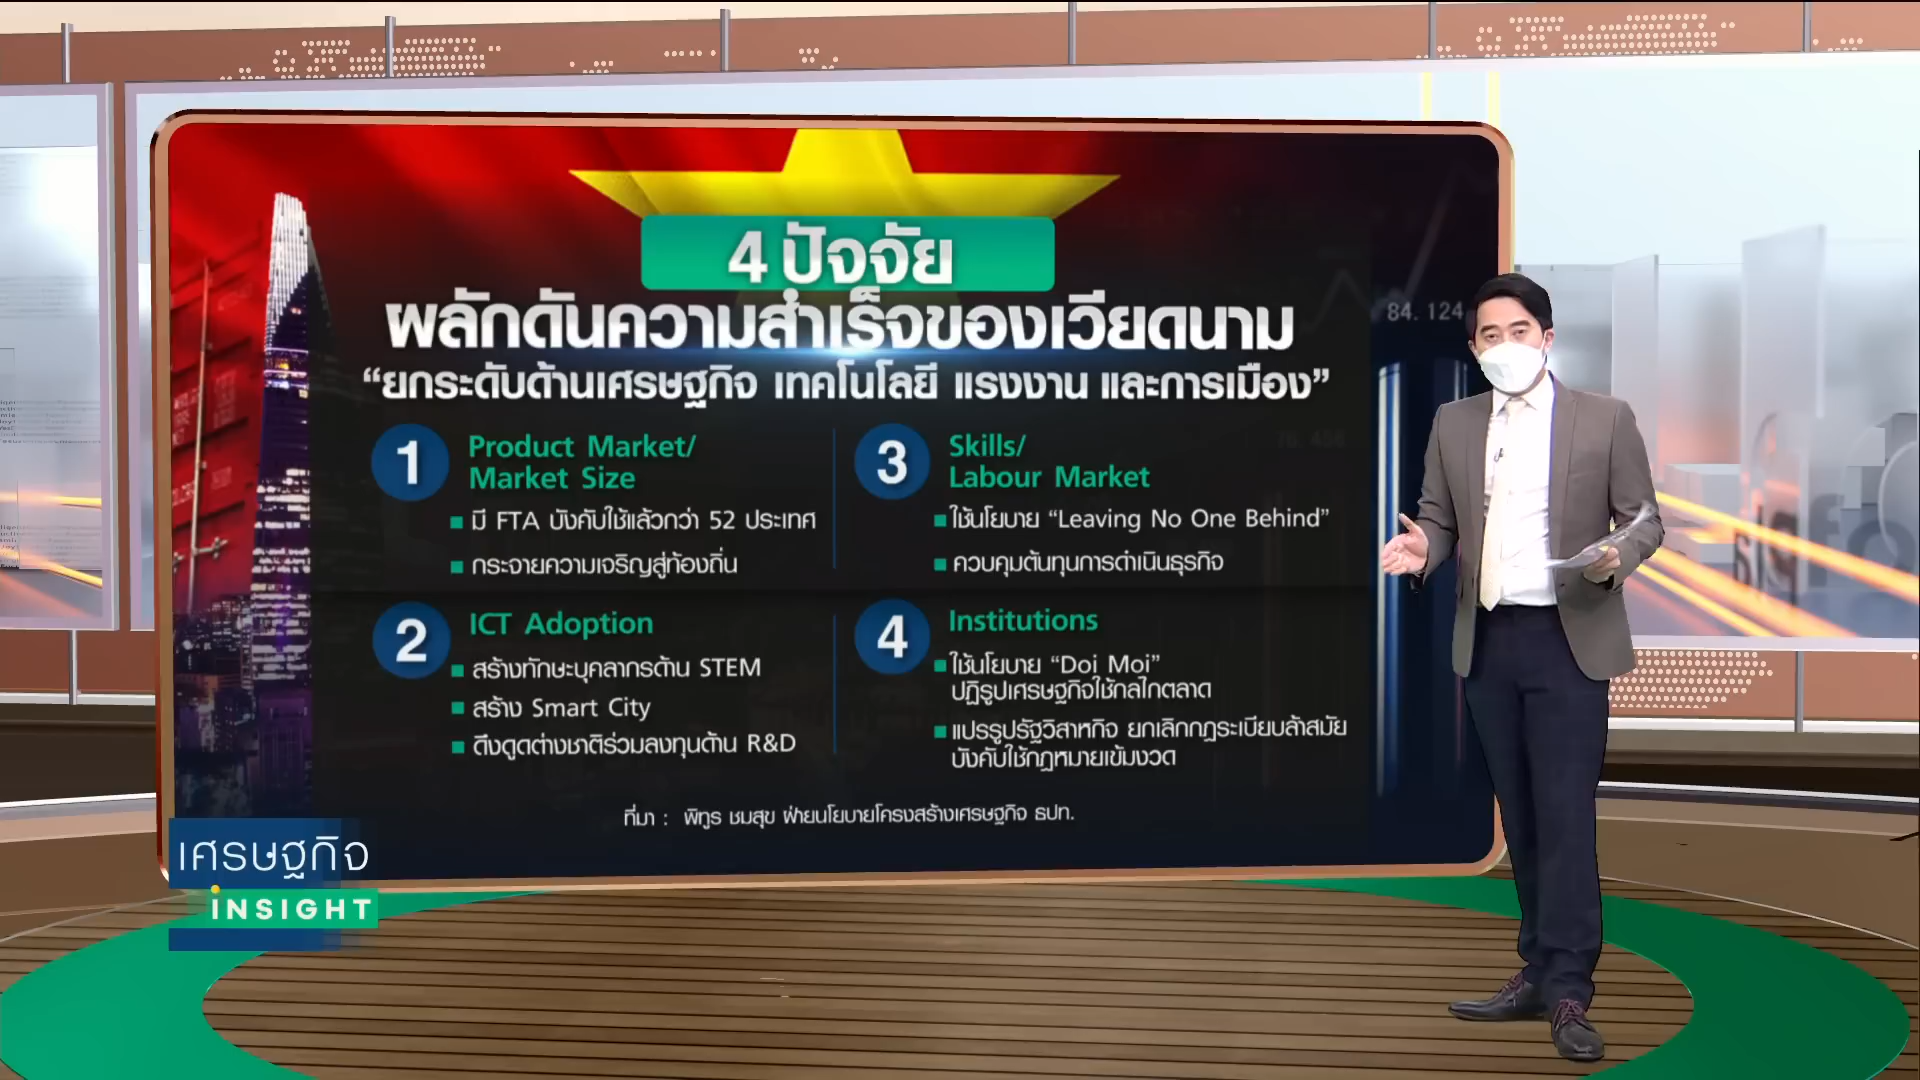 4 ปัจจัย
ผลักดันความสำเร็จของเวียดนาม
“ยกระดับด้านเศรษฐกิจ เทคโนโลยี แรงงาน และการเมือง”
1
Product Market/
Market Size
มี FTA บังคับใช้แล้วกว่า 52 ประเทศ
กระจายความเจริญสู่ท้องถิ่น
2
ICT Adoption
สร้างทักษะบุคลากรด้าน STEM
สร้าง Smart City
ดึงดูดต่างชาติร่วมลงทุนด้าน R&D
3
Skills/
Labour Market
ใช้นโยบาย “Leaving No One Behind”
ควบคุมต้นทุนการดำเนินธุรกิจ
4
Institutions
ใช้นโยบาย “Doi Moi”
ปฏิรูปเศรษฐกิจใช้กลไกตลาด
แปรรูปรัฐวิสาหกิจ ยกเลิกกฎระเบียบล้าสมัย
บังคับใช้กฎหมายเข้มงวด
ที่มา : พิทูร ชมสุข ฝ่ายนโยบายโครงสร้างเศรษฐกิจ ธปท.
84.124
76.456
เศรษฐกิจ
INSIGHT